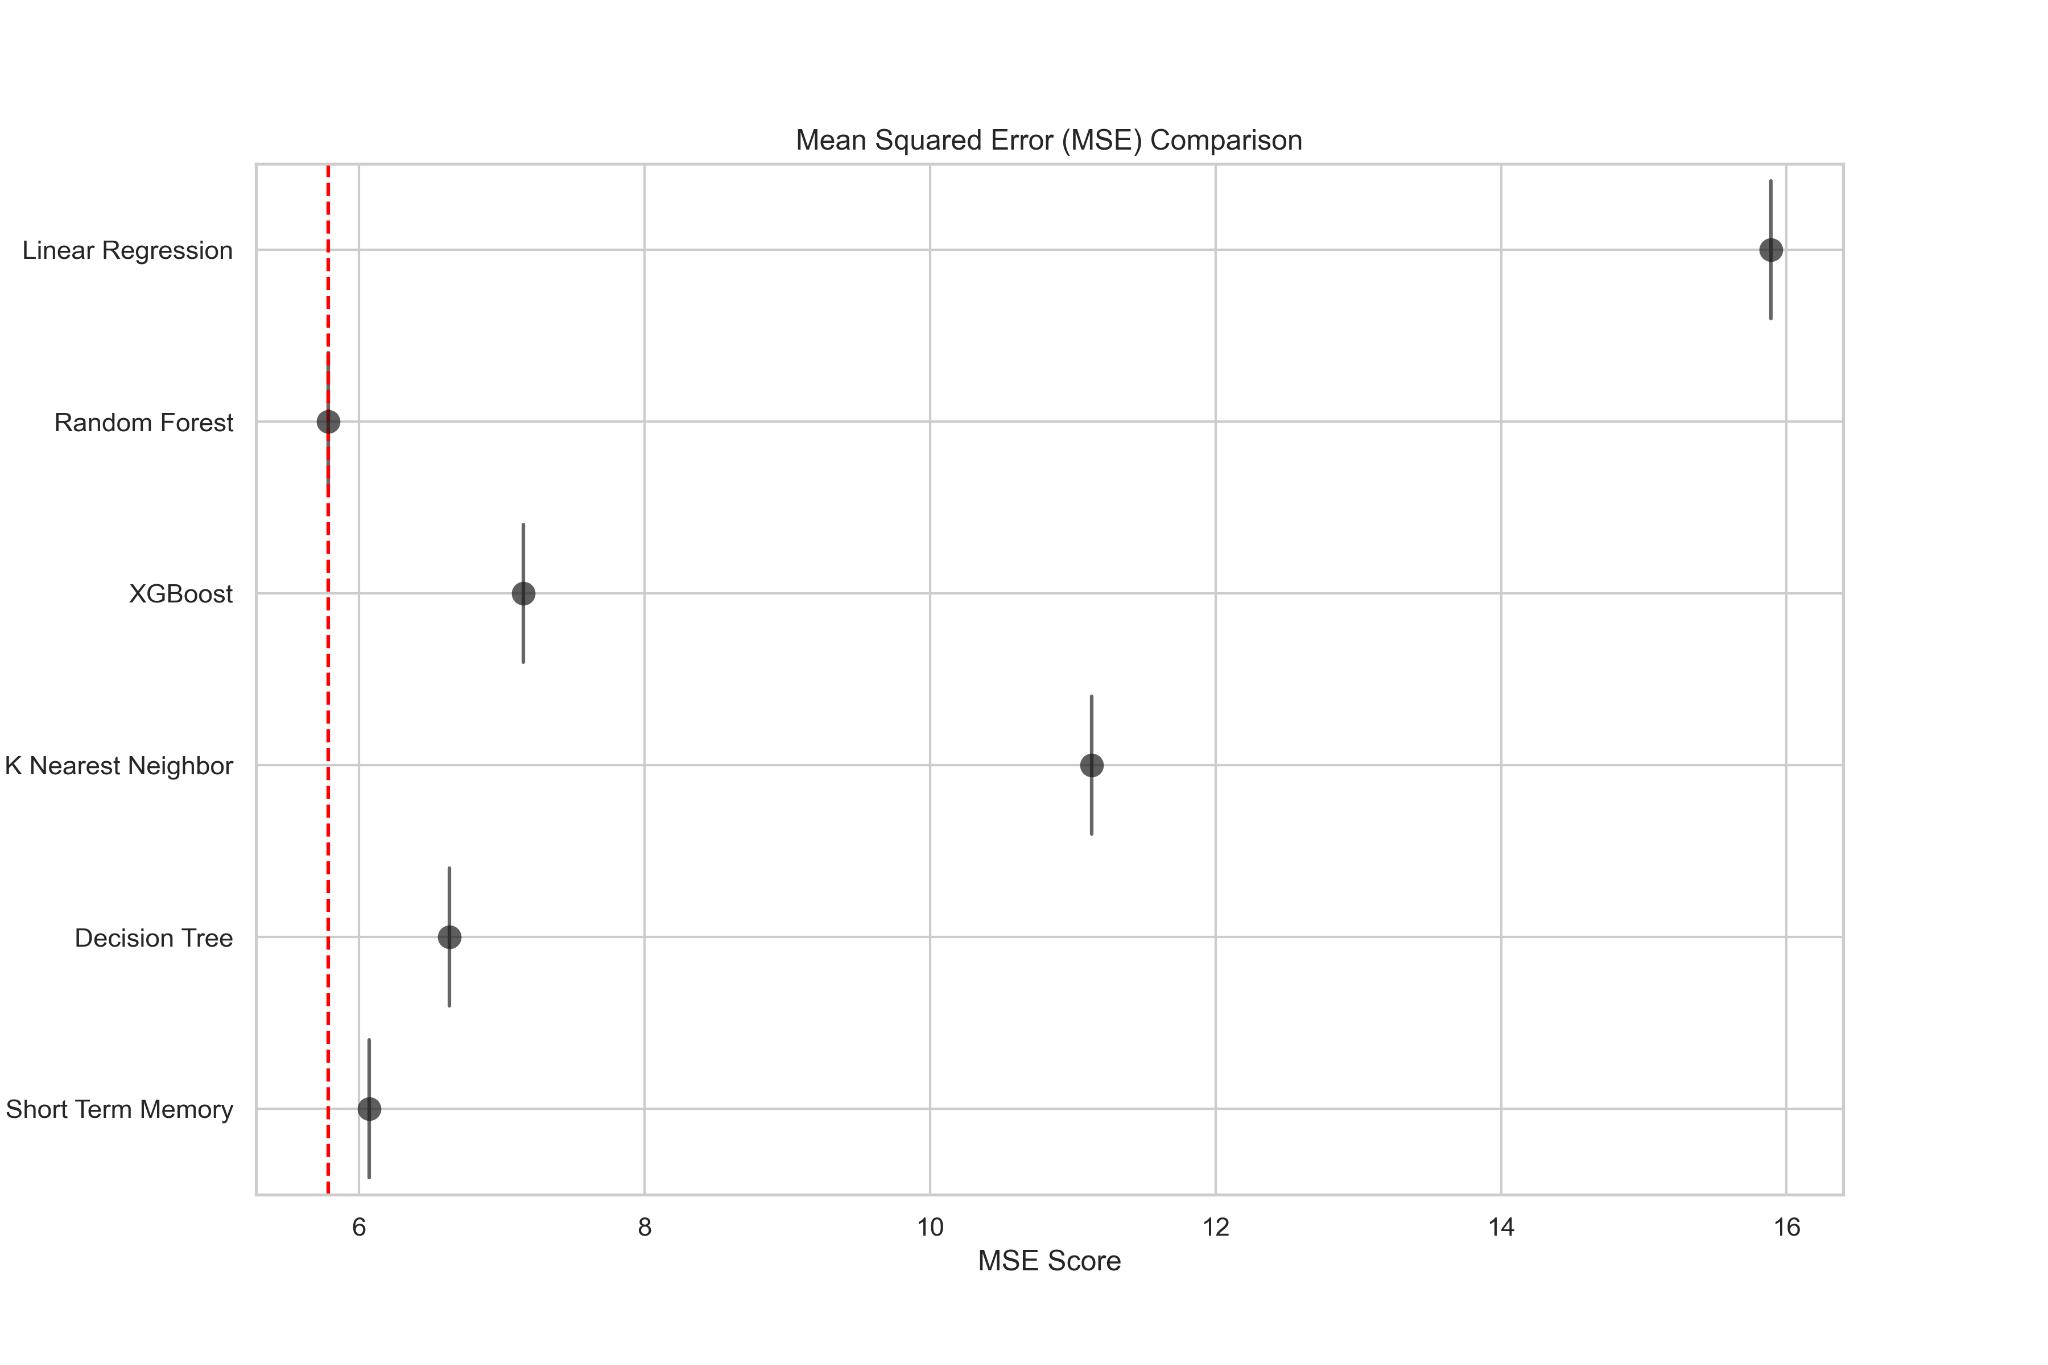 Mean Squared Error (MSE) Comparison
Linear Regression
Random Forest
XGBoost
K Nearest Neighbor
Decision Tree
Short Term Memory
6 8 10 12 14 16
MSE Score